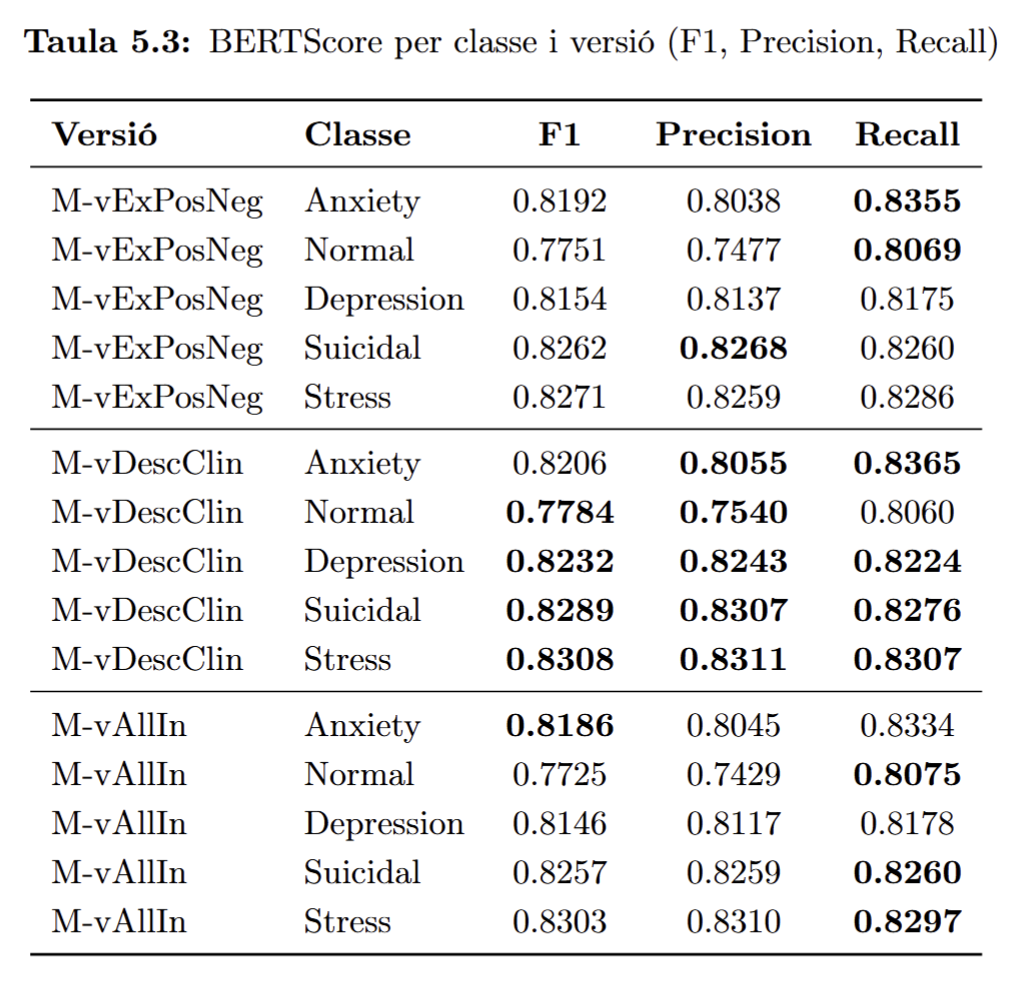 Taula 5.3: BERTScore per classe i versió (F1, Precision, Recall)
Versió Classe F1 Precision Recall
M-vExPosNeg Anxiety 0.8192 0.8038 0.8355
M-vExPosNeg Normal 0.7751 0.7477 0.8069
M-vExPosNeg Depression 0.8154 0.8137 0.8175
M-vExPosNeg Suicidal 0.8262 0.8268 0.8260
M-vExPosNeg Stress 0.8271 0.8259 0.8286
M-vDescClin Anxiety 0.8206 0.8055 0.8365
M-vDescClin Normal 0.7784 0.7540 0.8060
M-vDescClin Depression 0.8232 0.8243 0.8224
M-vDescClin Suicidal 0.8289 0.8307 0.8276
M-vDescClin Stress 0.8308 0.8311 0.8307
M-vAllIn Anxiety 0.8186 0.8045 0.8334
M-vAllIn Normal 0.7725 0.7429 0.8075
M-vAllIn Depression 0.8146 0.8117 0.8178
M-vAllIn Suicidal 0.8257 0.8259 0.8260
M-vAllIn Stress 0.8303 0.8310 0.8297